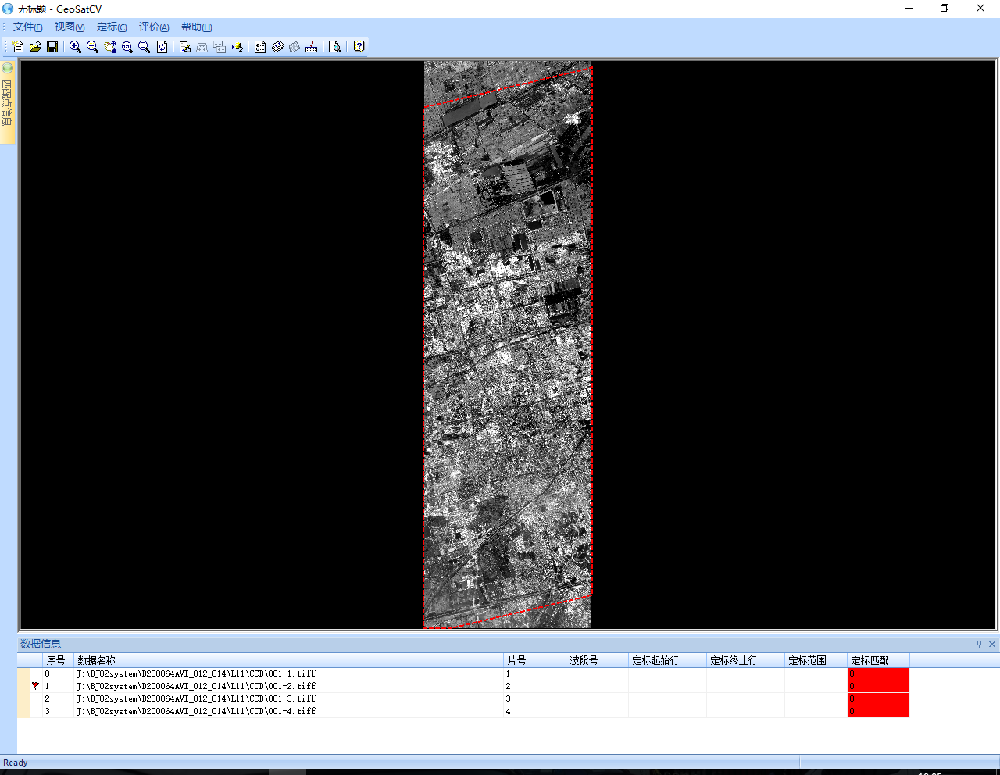 无标题 - GeoSatCV
文件(F) 视图(V) 定标(C) 评价(A) 帮助(H)
匹配点信息
数据信息
序号 数据名称 片号 波段号 定标起始行 定标终止行 定标范围 定标匹配
0 J:\BJ02system\D200064AVI_012_014\L11\CCD\001-1.tiff 1 0
1 J:\BJ02system\D200064AVI_012_014\L11\CCD\001-2.tiff 2 0
2 J:\BJ02system\D200064AVI_012_014\L11\CCD\001-3.tiff 3 0
3 J:\BJ02system\D200064AVI_012_014\L11\CCD\001-4.tiff 4 0
Ready